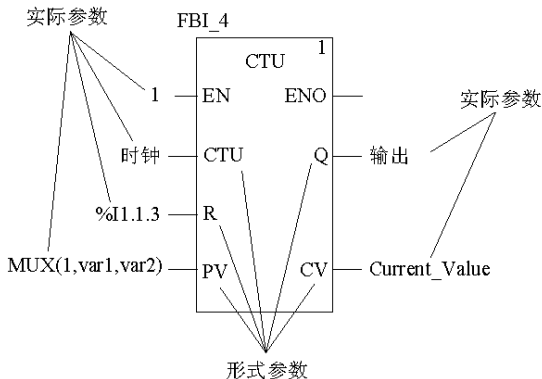 实际参数
FBI_4
CTU
1
1
EN
ENO
实际参数
时钟
CTU
Q
输出
%I1.1.3
R
MUX(1,var1,var2)
PV
CV
Current_Value
形式参数